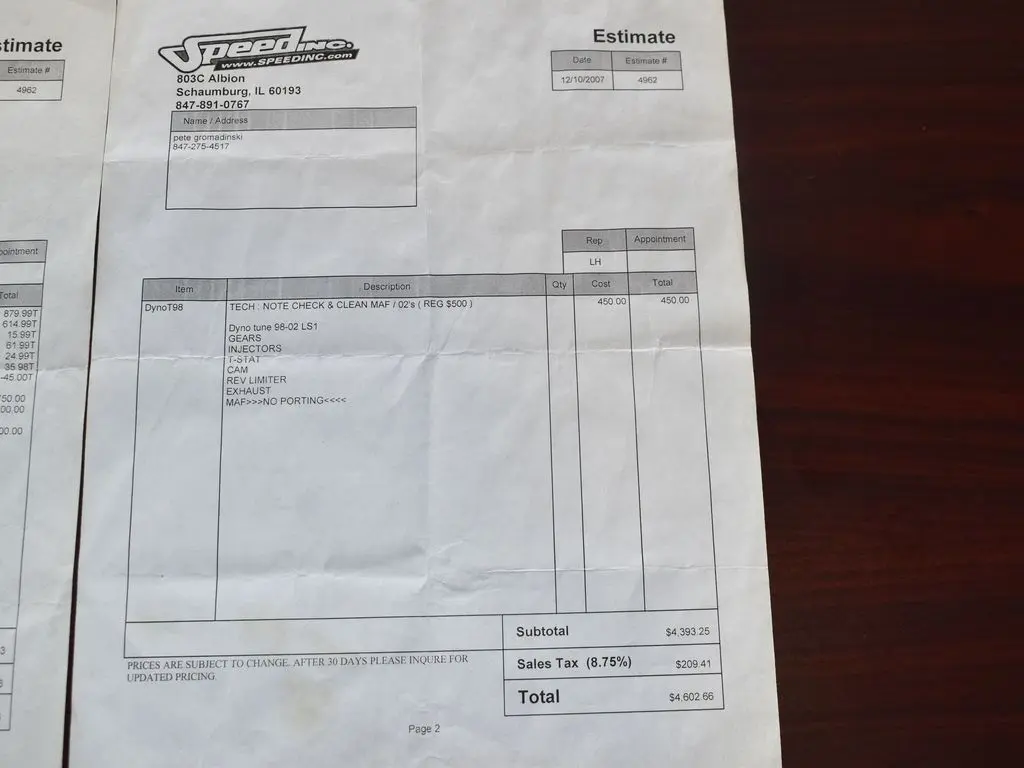 stimate
Estimate #
4962
pointment
Total
879.99T
614.99T
15.99T
61.99T
24.99T
35.98T
-45.00T
50.00
00.00
00.00
3
Speed INC.
www.SPEEDINC.com
803C Albion
Schaumburg, IL 60193
847-891-0767
Estimate
Date Estimate #
12/10/2007 4962
Name / Address
pete gromadinski
847-275-4517
Rep Appointment
LH
Item Description Qty Cost Total
DynoT98 TECH : NOTE CHECK & CLEAN MAF / 02's ( REG $500 ) 450.00 450.00
Dyno tune 98-02 LS1
GEARS
INJECTORS
T-STAT
CAM
REV LIMITER
EXHAUST
MAF>>>NO PORTING<<<<
Subtotal $4,393.25
PRICES ARE SUBJECT TO CHANGE. AFTER 30 DAYS PLEASE INQURE FOR
UPDATED PRICING.
Sales Tax (8.75%) $209.41
Total $4,602.66
Page 2